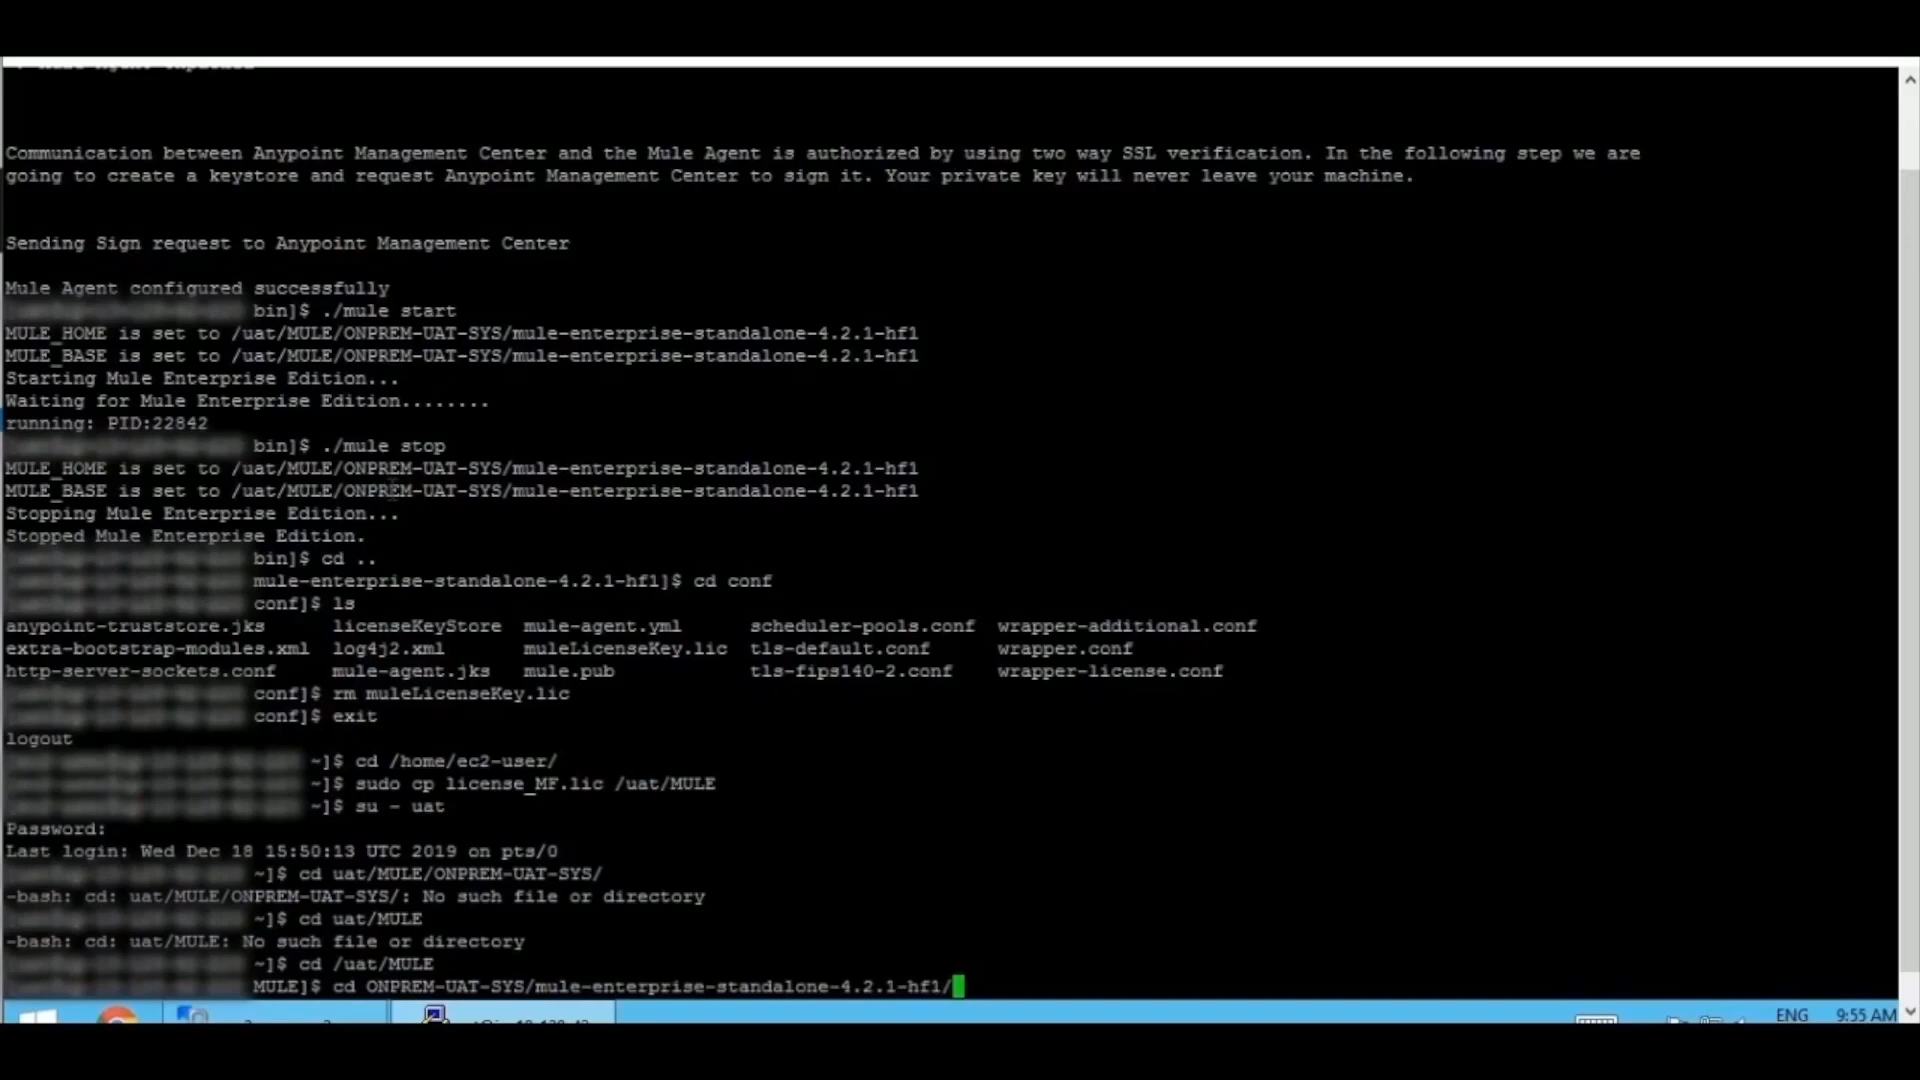 Communication between Anypoint Management Center and the Mule Agent is authorized by using two way SSL verification. In the following step we are
going to create a keystore and request Anypoint Management Center to sign it. Your private key will never leave your machine.
Sending Sign request to Anypoint Management Center
Mule Agent configured successfully
bin]$ ./mule start
MULE_HOME is set to /uat/MULE/ONPREM-UAT-SYS/mule-enterprise-standalone-4.2.1-hf1
MULE_BASE is set to /uat/MULE/ONPREM-UAT-SYS/mule-enterprise-standalone-4.2.1-hf1
Starting Mule Enterprise Edition...
Waiting for Mule Enterprise Edition........
running: PID:22842
bin]$ ./mule stop
MULE_HOME is set to /uat/MULE/ONPREM-UAT-SYS/mule-enterprise-standalone-4.2.1-hf1
MULE_BASE is set to /uat/MULE/ONPREM-UAT-SYS/mule-enterprise-standalone-4.2.1-hf1
Stopping Mule Enterprise Edition...
Stopped Mule Enterprise Edition.
bin]$ cd ..
mule-enterprise-standalone-4.2.1-hf1]$ cd conf
conf]$ ls
anypoint-truststore.jks licenseKeyStore mule-agent.yml scheduler-pools.conf wrapper-additional.conf
extra-bootstrap-modules.xml log4j2.xml muleLicenseKey.lic tls-default.conf wrapper.conf
http-server-sockets.conf mule-agent.jks mule.pub tls-fips140-2.conf wrapper-license.conf
conf]$ rm muleLicenseKey.lic
conf]$ exit
logout
~]$ cd /home/ec2-user/
~]$ sudo cp license_MF.lic /uat/MULE
~]$ su - uat
Password:
Last login: Wed Dec 18 15:50:13 UTC 2019 on pts/0
~]$ cd uat/MULE/ONPREM-UAT-SYS/
-bash: cd: uat/MULE/ONPREM-UAT-SYS/: No such file or directory
~]$ cd uat/MULE
-bash: cd: uat/MULE: No such file or directory
~]$ cd /uat/MULE
MULE]$ cd ONPREM-UAT-SYS/mule-enterprise-standalone-4.2.1-hf1/
ENG 9:55 AM